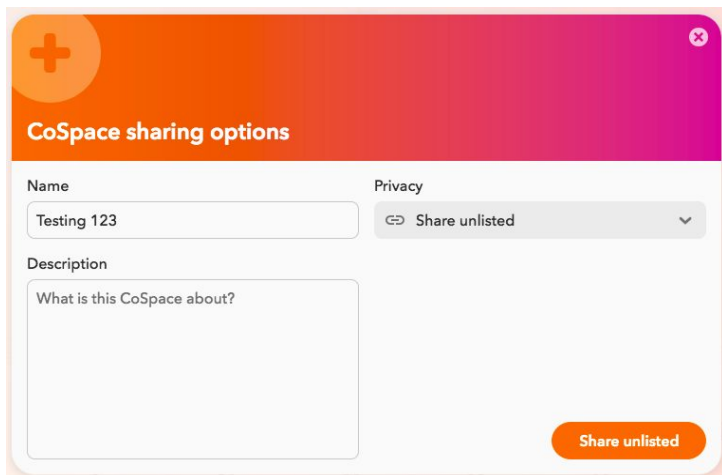 CoSpace sharing options
Name
Testing 123
Privacy
Share unlisted
Description
What is this CoSpace about?
Share unlisted